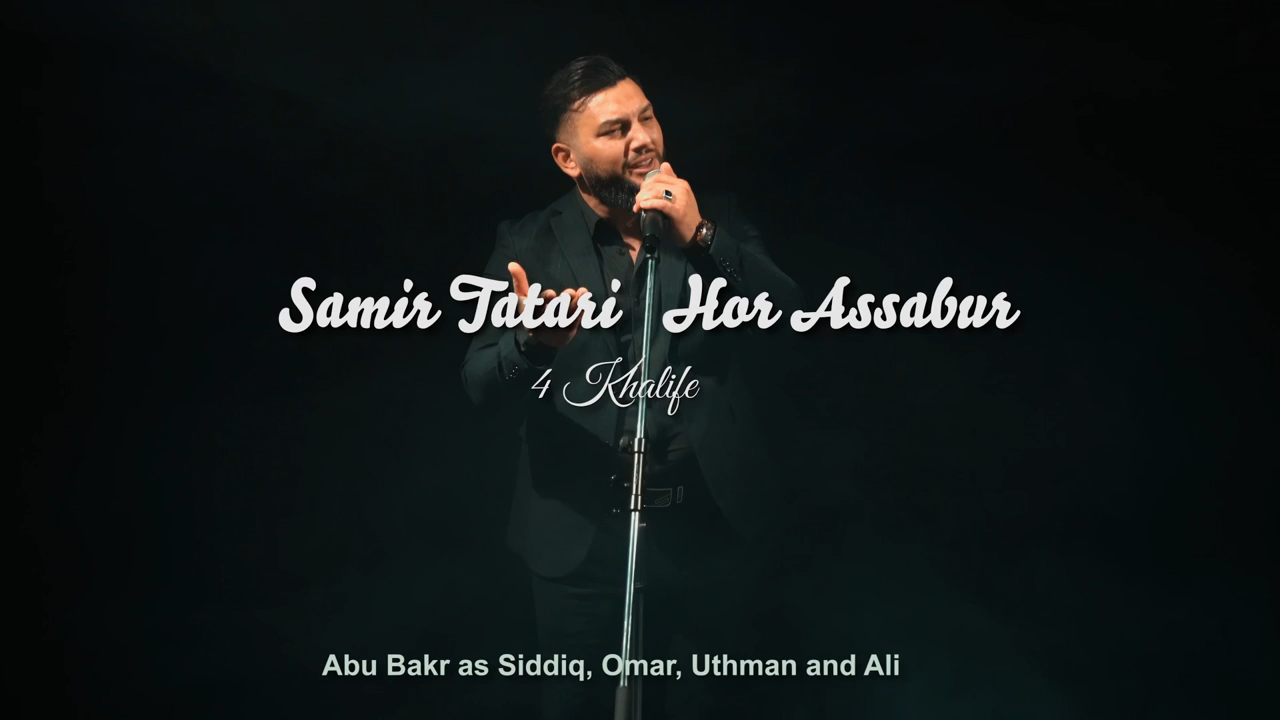 Samir Tatari Hor Assabur
4 Khalife
Abu Bakr as Siddiq, Omar, Uthman and Ali